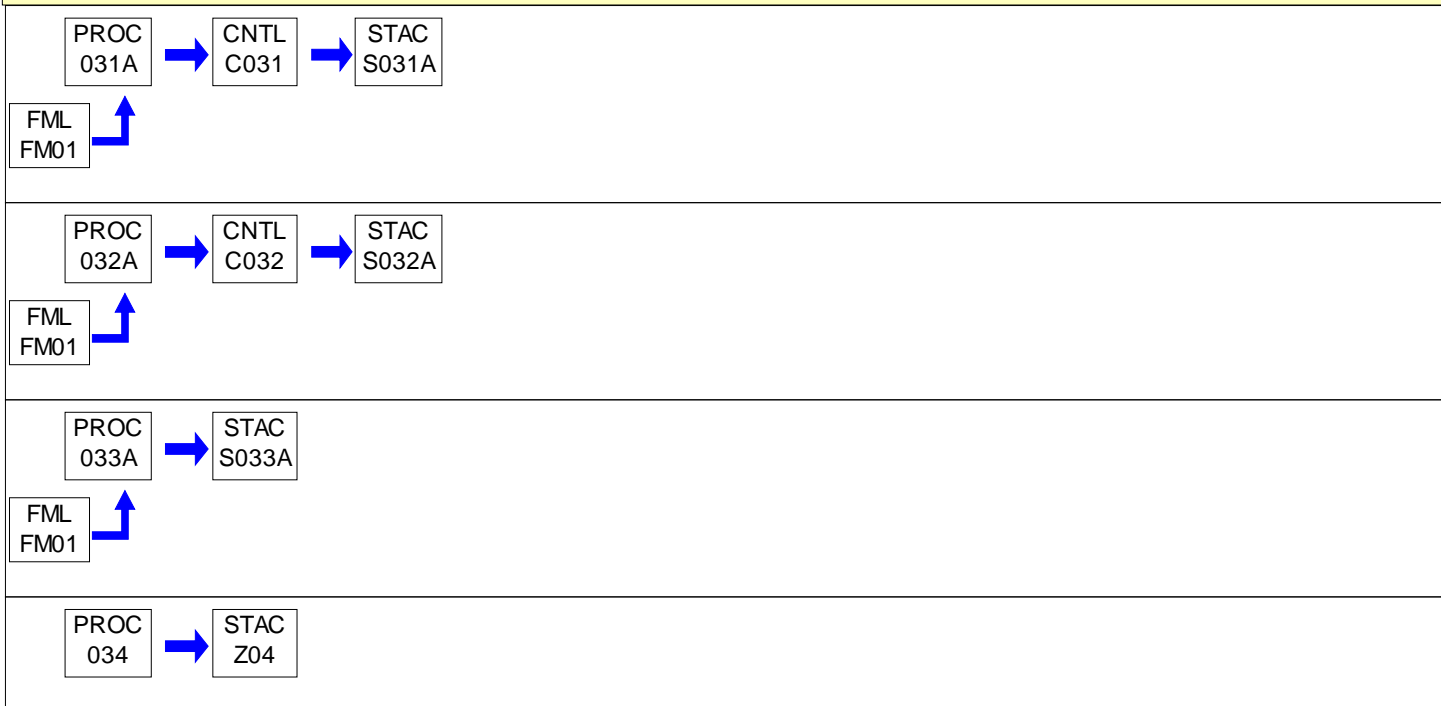 PROC
031A
CNTL
C031
STAC
S031A
FML
FM01
PROC
032A
CNTL
C032
STAC
S032A
FML
FM01
PROC
033A
STAC
S033A
FML
FM01
PROC
034
STAC
Z04